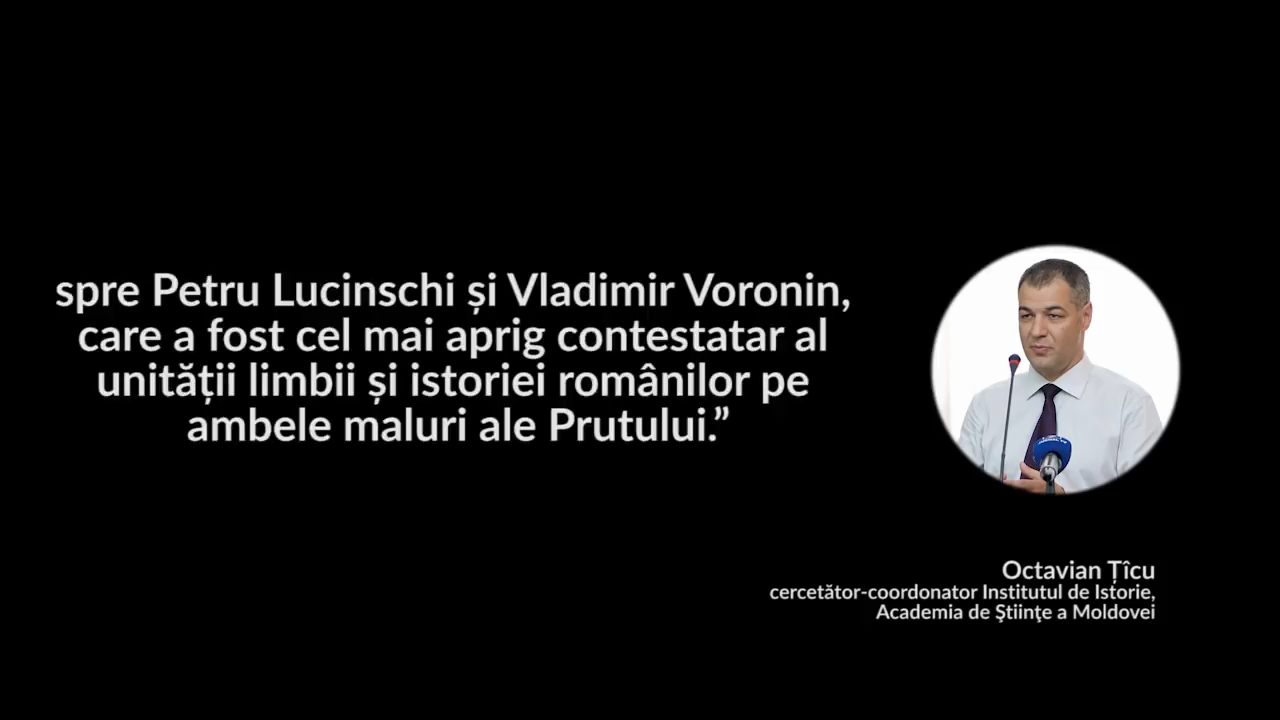 spre Petru Lucinschi și Vladimir Voronin,
care a fost cel mai aprig contestatar al
unității limbii și istoriei românilor pe
ambele maluri ale Prutului.”
Octavian Țîcu
cercetător-coordonator Institutul de Istorie,
Academia de Ştiinţe a Moldovei